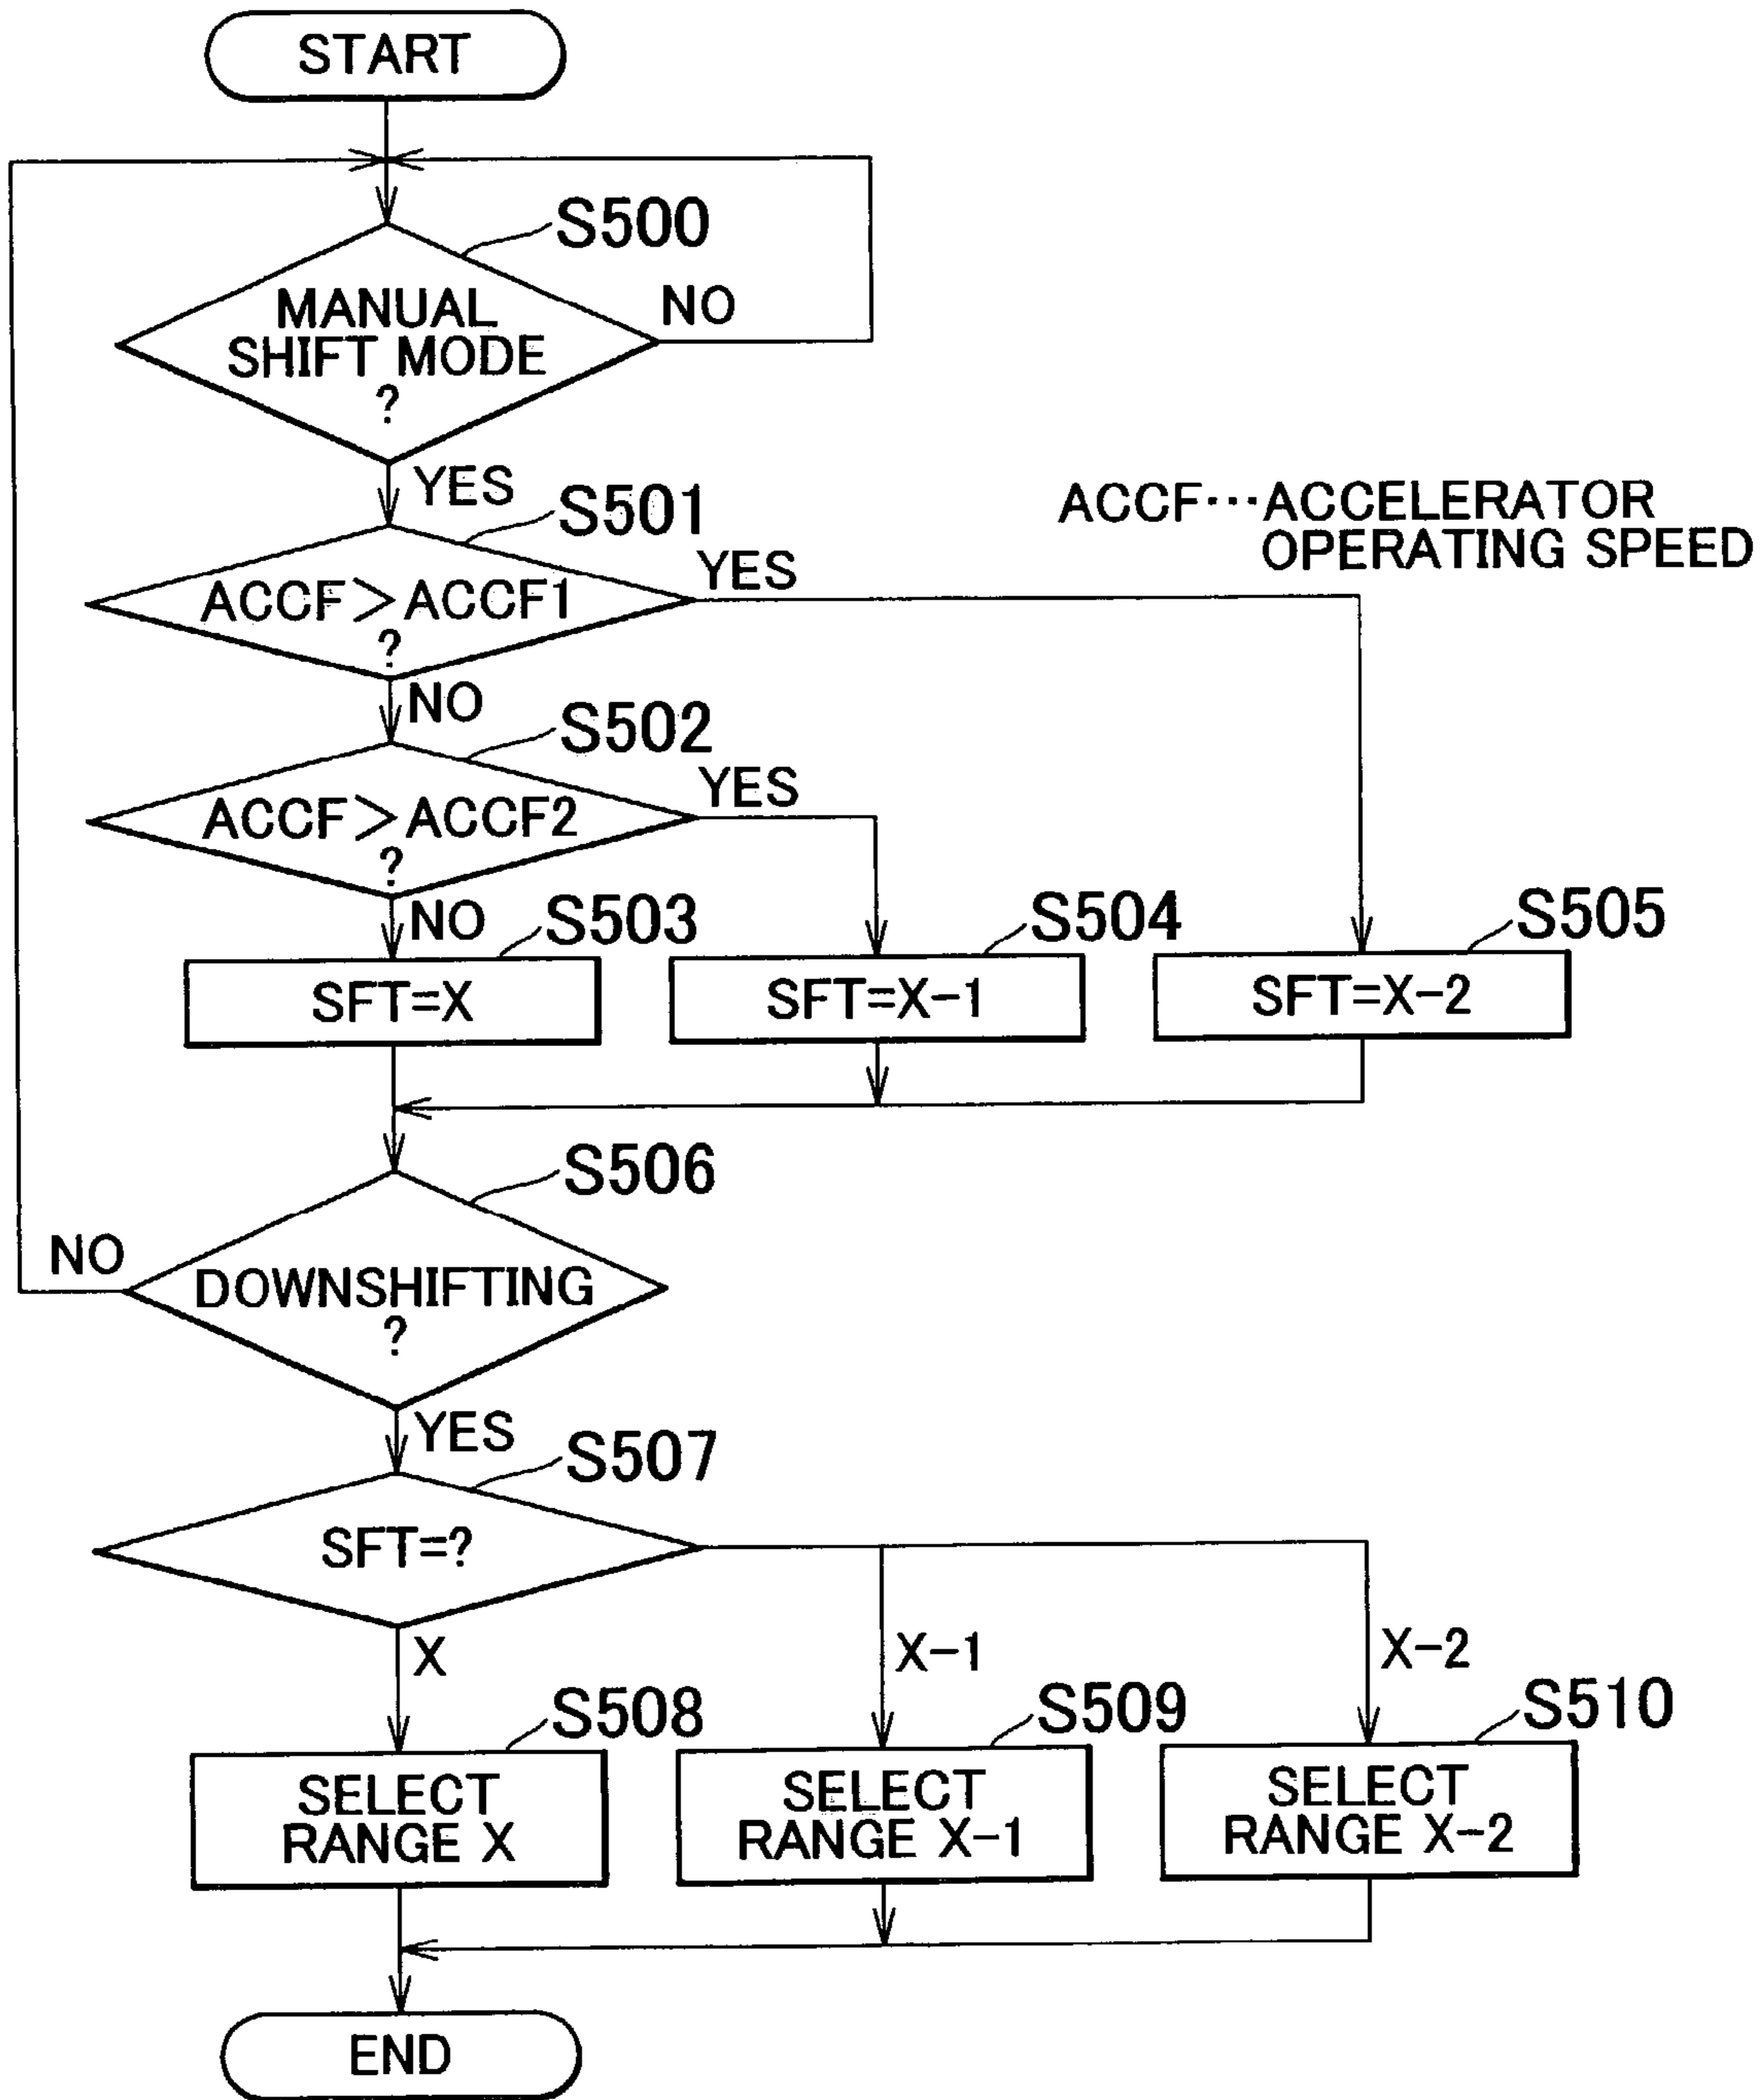 START
S500
MANUAL
SHIFT MODE
?
NO
YES
S501
ACCF···ACCELERATOR
OPERATING SPEED
ACCF>ACCF1
?
YES
NO
S502
ACCF>ACCF2
?
YES
NO
S503
S504
S505
SFT=X
SFT=X-1
SFT=X-2
S506
NO
DOWNSHIFTING
?
YES
S507
SFT=?
X
X-1
X-2
S508
S509
S510
SELECT
RANGE X
SELECT
RANGE X-1
SELECT
RANGE X-2
END